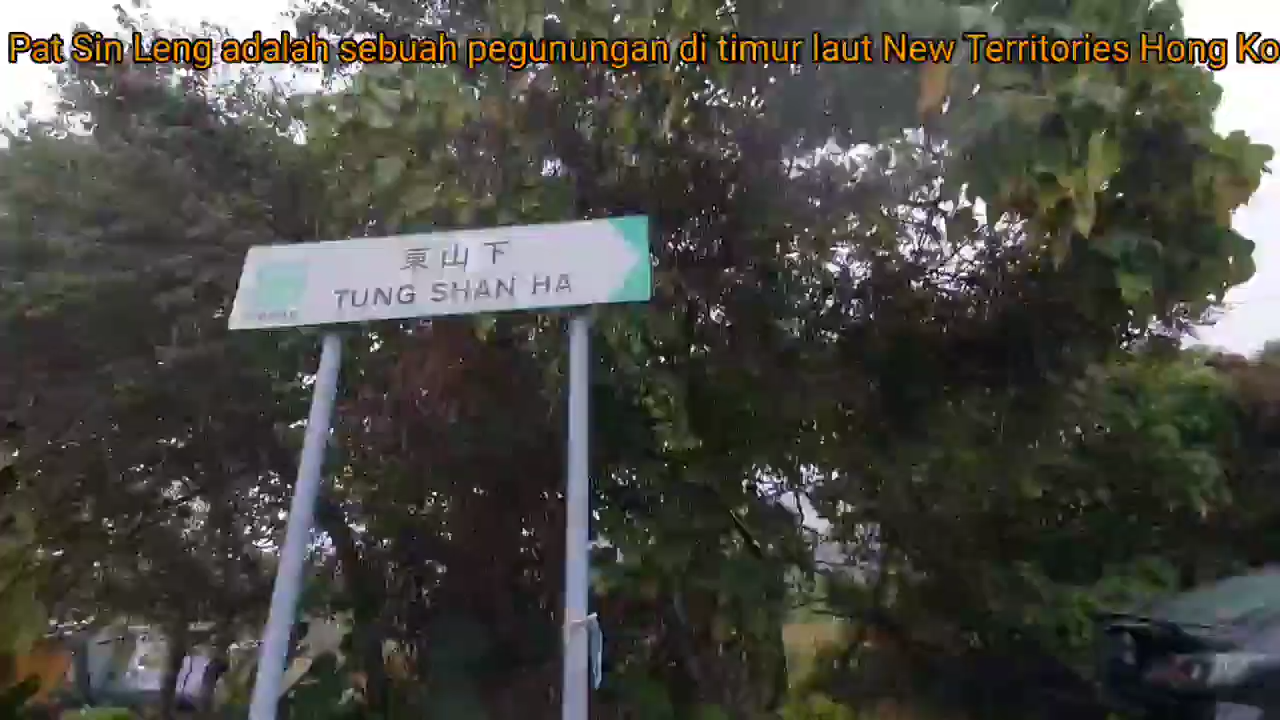 Pat Sin Leng adalah sebuah pegunungan di timur laut New Territories Hong Ko
東山下
TUNG SHAN HA